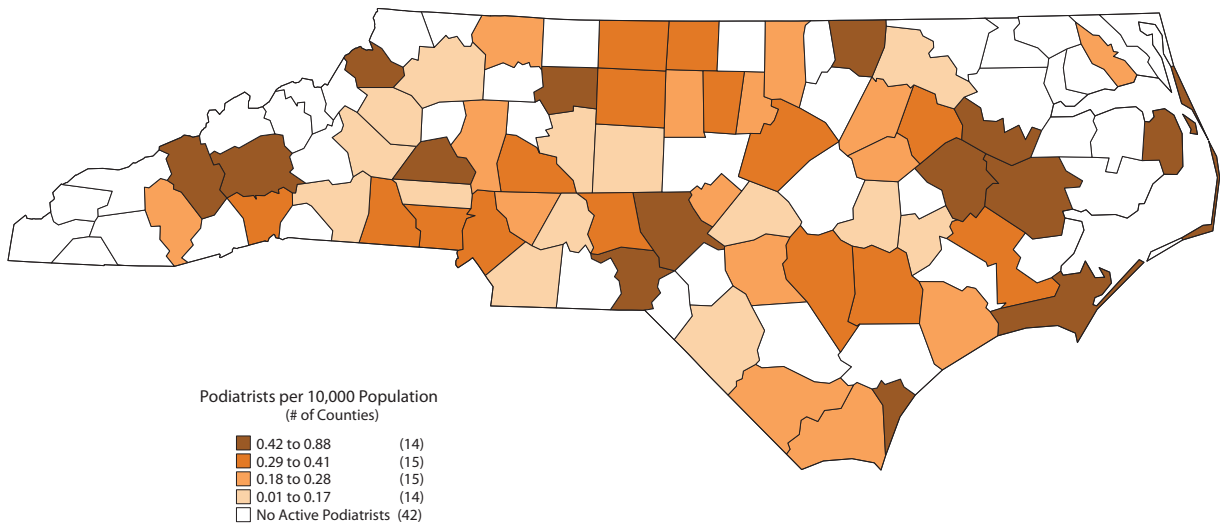 Podiatrists per 10,000 Population
(# of Counties)
0.42 to 0.88 (14)
0.29 to 0.41 (15)
0.18 to 0.28 (15)
0.01 to 0.17 (14)
No Active Podiatrists (42)